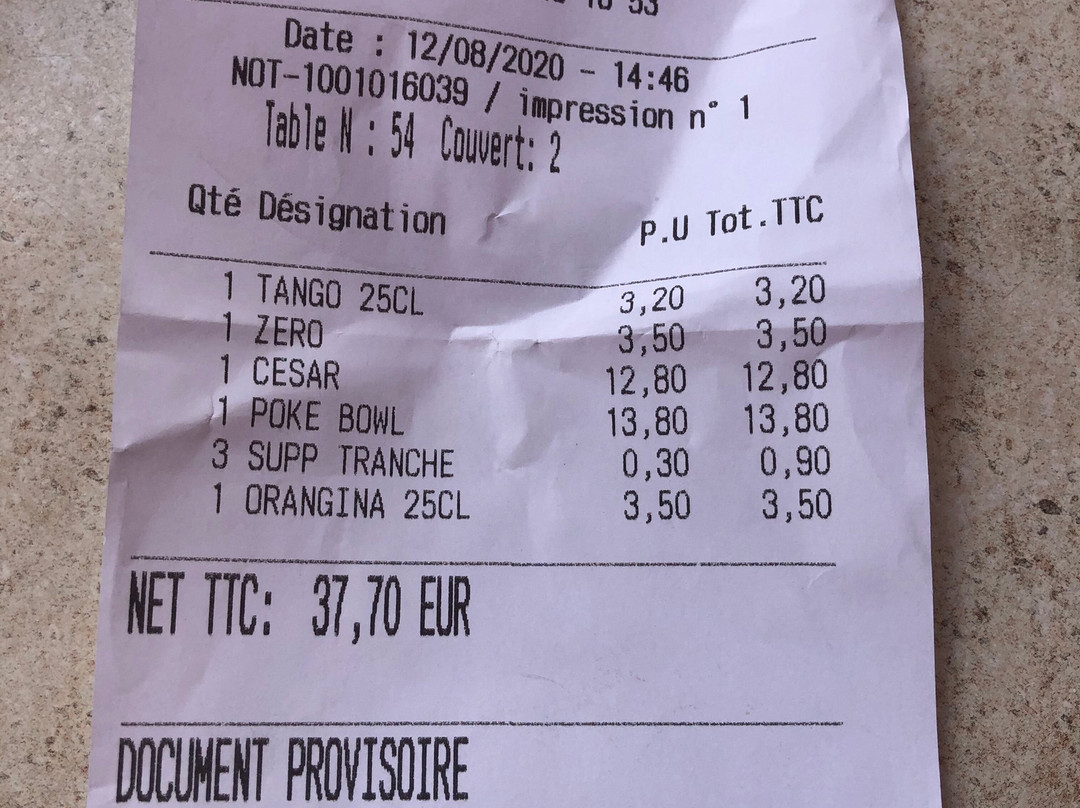 Date : 12/08/2020 - 14:46
NOT-1001016039 / impression n° 1
Table N : 54 Couvert: 2
Qté Désignation P.U Tot.TTC
1 TANGO 25CL 3,20 3,20
1 ZERO 3,50 3,50
1 CESAR 12,80 12,80
1 POKE BOWL 13,80 13,80
3 SUPP TRANCHE 0,30 0,90
1 ORANGINA 25CL 3,50 3,50
NET TTC: 37,70 EUR
DOCUMENT PROVISOIRE